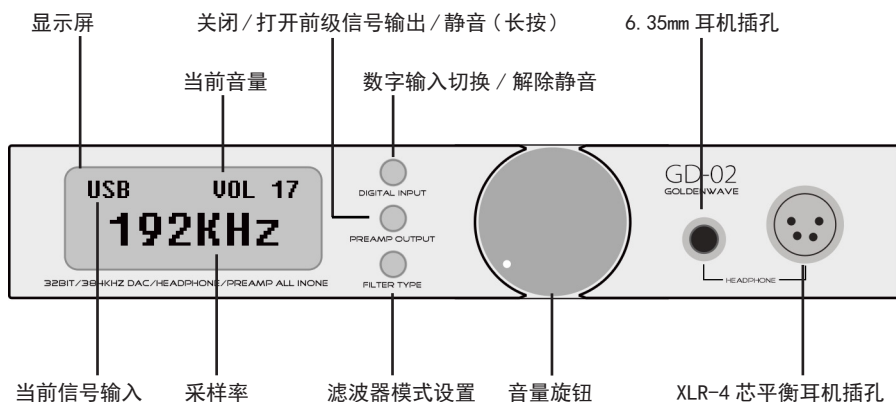 显示屏
关闭/打开前级信号输出/静音(长按)
6.35mm 耳机插孔
当前音量
数字输入切换 / 解除静音
USB VOL 17
192KHz
DIGITAL INPUT
PREAMP OUTPUT
FILTER TYPE
GD-02
GOLDENWAVE
HEADPHONE
32BIT/384KHZ DAC/HEADPHONE/PREAMP ALL INONE
当前信号输入
采样率
滤波器模式设置
音量旋钮
XLR-4 芯平衡耳机插孔